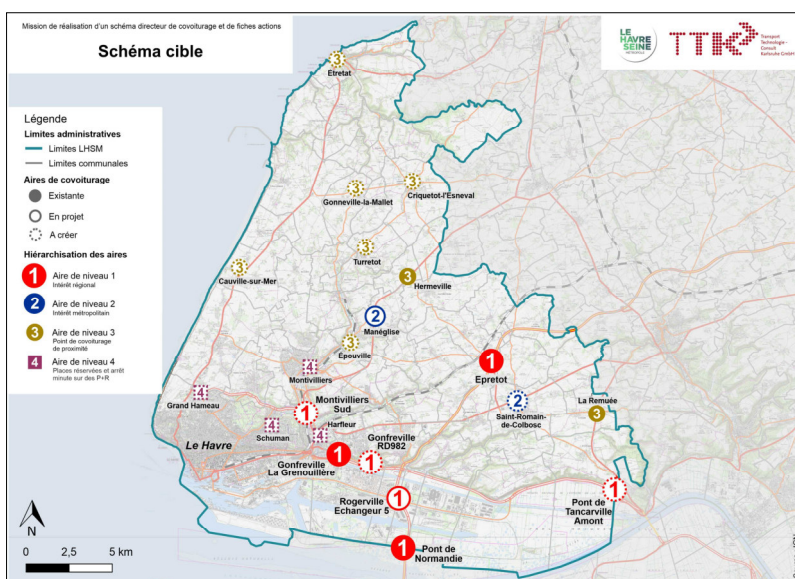 Mission de réalisation d'un schéma directeur de covoiturage et de fiches actions
Schéma cible
LE
HAVRE
SEINE
MÉTROPOLE
TTK
Transport
Technologie-
Consult
Karlsruhe GmbH
Légende
Limites administratives
Limites LHSM
Limites communales
Aires de covoiturage
Existante
En projet
A créer
Hiérarchisation des aires
1
Aire de niveau 1
Intérêt régional
2
Aire de niveau 2
Intérêt métropolitain
3
Aire de niveau 3
Point de covoiturage
de proximité
4
Aire de niveau 4
Places réservées et arrêt
minute sur des P+R
N
0 2,5 5 km
3
Etretat
3
Gonneville-la-Mallet
3
Criquetot-l'Esneval
3
Turretot
3
Cauville-sur-Mer
3
Hermeville
2
Manéglise
3
Épouville
4
Montivilliers
1
Epretot
4
Grand Hameau
Montivilliers
Sud
1
2
Saint-Romain-
de-Colbosc
La Remuée
3
4
Schuman
Harfleur
4
Le Havre
Gonfreville
RD982
1
1
Gonfreville
La Grenouillère
Rogerville
Echangeur 5
1
1
Pont de
Tancarville
Amont
1
Pont de
Normandie